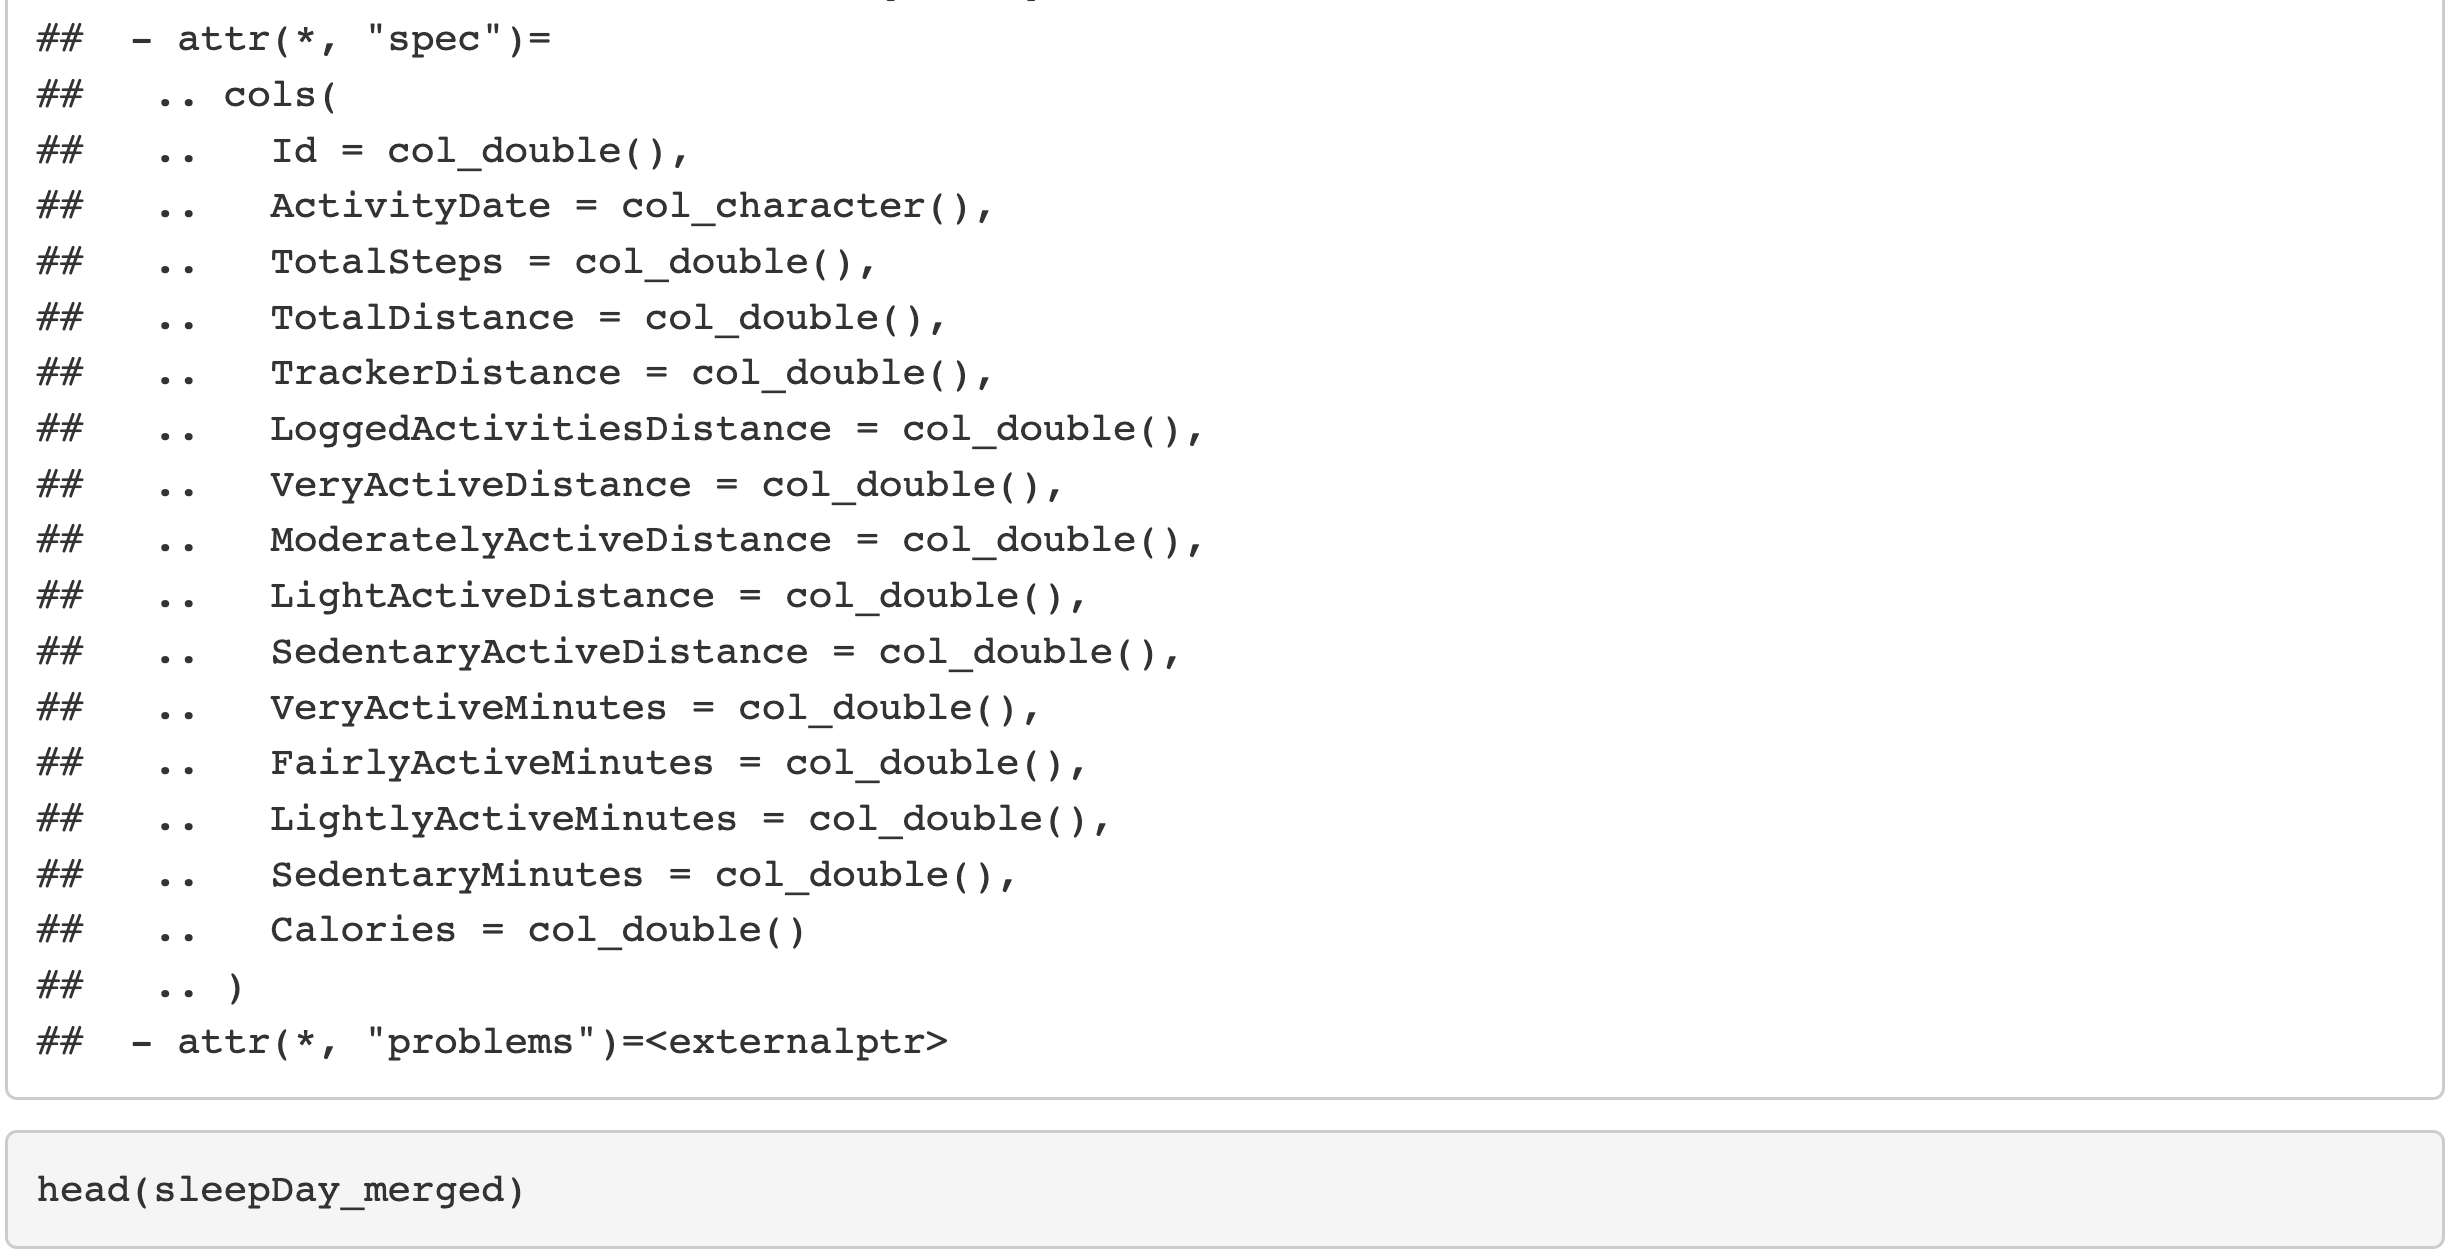 ##  - attr(*, "spec")=
##   .. cols(
##   ..   Id = col_double(),
##   ..   ActivityDate = col_character(),
##   ..   TotalSteps = col_double(),
##   ..   TotalDistance = col_double(),
##   ..   TrackerDistance = col_double(),
##   ..   LoggedActivitiesDistance = col_double(),
##   ..   VeryActiveDistance = col_double(),
##   ..   ModeratelyActiveDistance = col_double(),
##   ..   LightActiveDistance = col_double(),
##   ..   SedentaryActiveDistance = col_double(),
##   ..   VeryActiveMinutes = col_double(),
##   ..   FairlyActiveMinutes = col_double(),
##   ..   LightlyActiveMinutes = col_double(),
##   ..   SedentaryMinutes = col_double(),
##   ..   Calories = col_double()
##   .. )
##  - attr(*, "problems")=<externalptr>
head(sleepDay_merged)